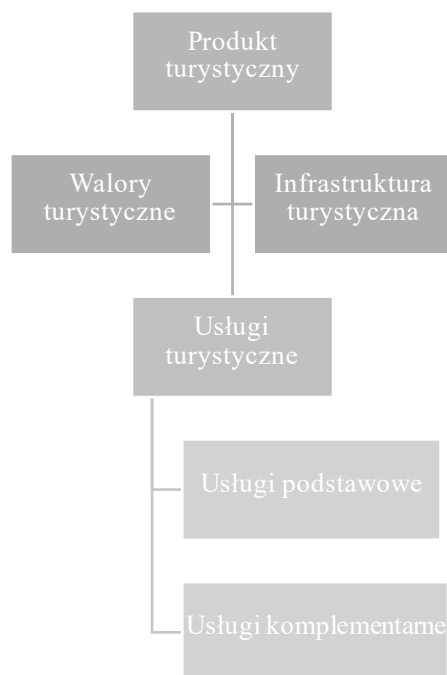 Produkt
turystyczny
Walory
turystyczne
Infrastruktura
turystyczna
Usługi
turystyczne
Usługi podstawowe
Usługi komplementarne